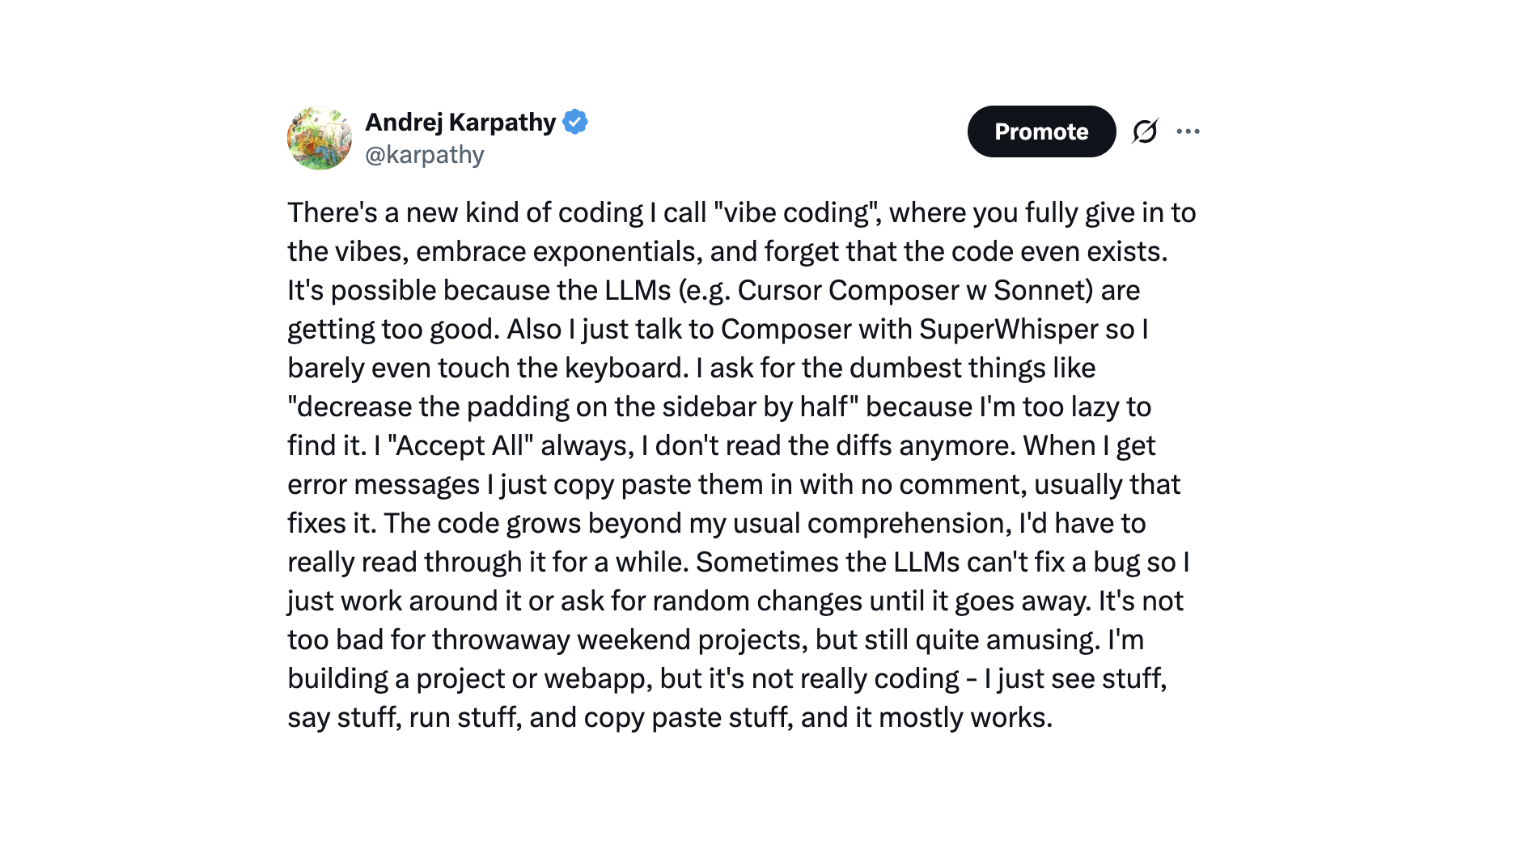 Andrej Karpathy
@karpathy
Promote
There's a new kind of coding I call "vibe coding", where you fully give in to
the vibes, embrace exponentials, and forget that the code even exists.
It's possible because the LLMs (e.g. Cursor Composer w Sonnet) are
getting too good. Also I just talk to Composer with SuperWhisper so I
barely even touch the keyboard. I ask for the dumbest things like
"decrease the padding on the sidebar by half" because I'm too lazy to
find it. I "Accept All" always, I don't read the diffs anymore. When I get
error messages I just copy paste them in with no comment, usually that
fixes it. The code grows beyond my usual comprehension, I'd have to
really read through it for a while. Sometimes the LLMs can't fix a bug so I
just work around it or ask for random changes until it goes away. It's not
too bad for throwaway weekend projects, but still quite amusing. I'm
building a project or webapp, but it's not really coding - I just see stuff,
say stuff, run stuff, and copy paste stuff, and it mostly works.